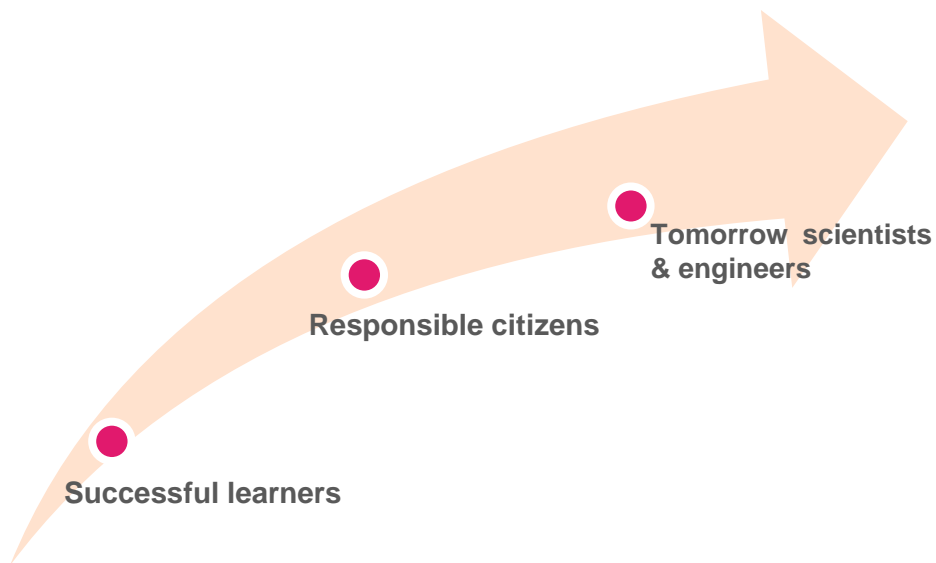 Tomorrow scientists
& engineers
Responsible citizens
Successful learners